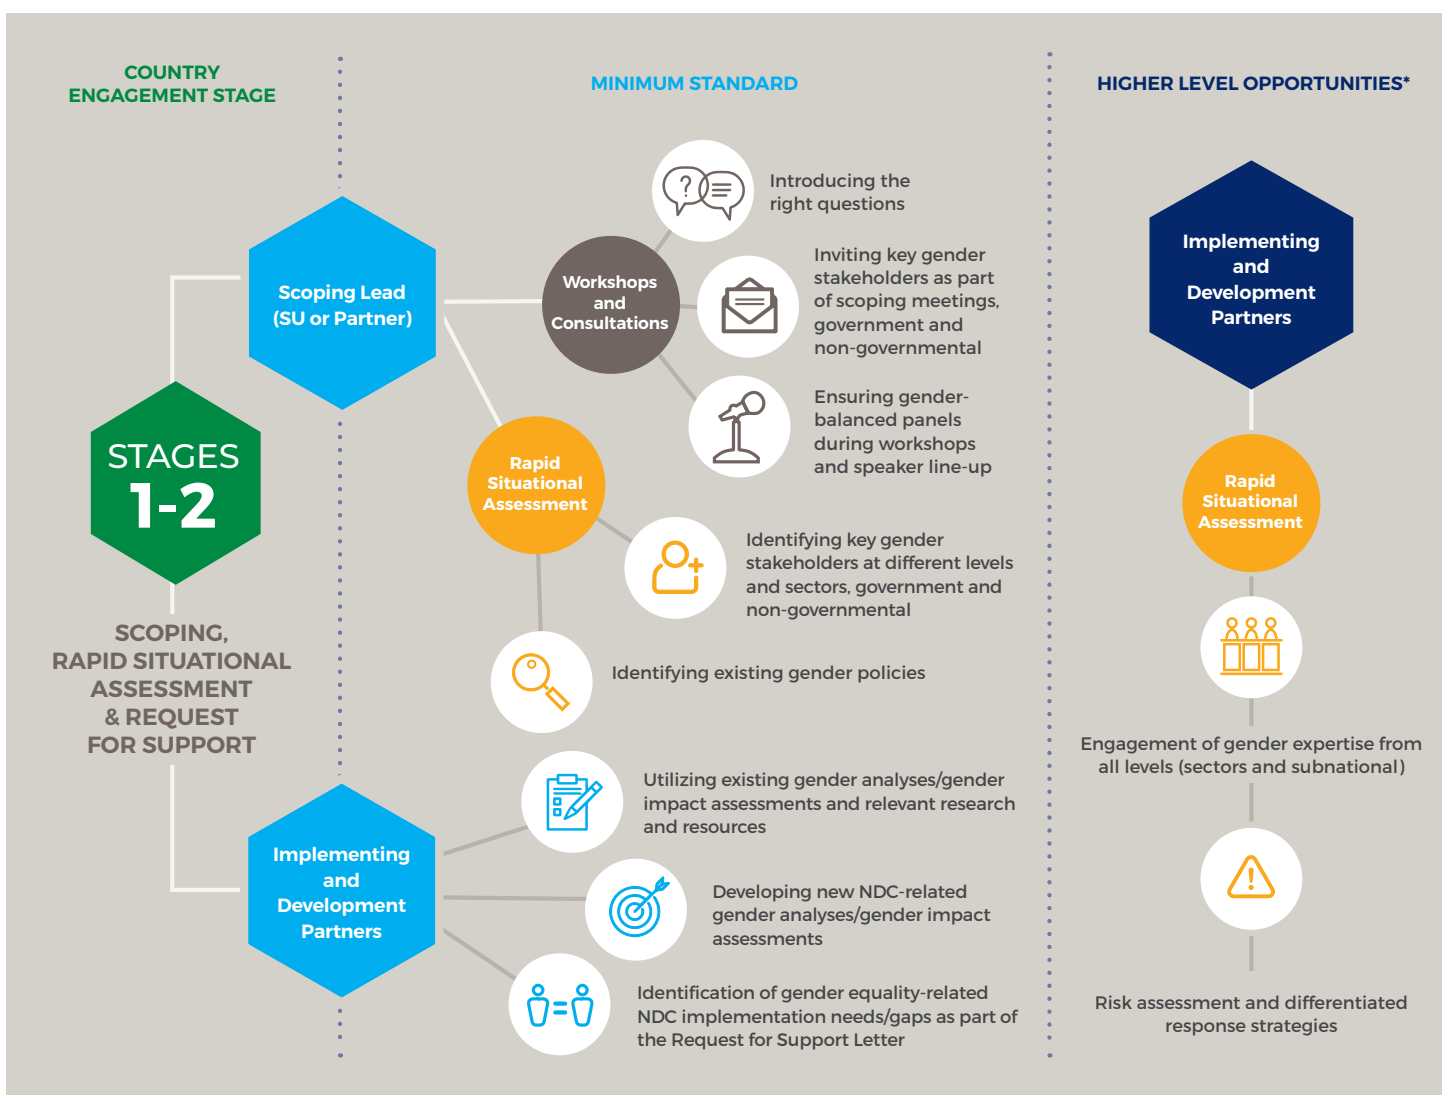 COUNTRY
ENGAGEMENT STAGE
MINIMUM STANDARD
HIGHER LEVEL OPPORTUNITIES*
STAGES
1-2
SCOPING,
RAPID SITUATIONAL
ASSESSMENT
& REQUEST
FOR SUPPORT
Scoping Lead
(SU or Partner)
Workshops
and
Consultations
?
Introducing the
right questions
Inviting key gender
stakeholders as part
of scoping meetings,
government and
non-governmental
Ensuring gender-
balanced panels
during workshops
and speaker line-up
Rapid
Situational
Assessment
Identifying key gender
stakeholders at different levels
and sectors, government and
non-governmental
Identifying existing gender policies
Implementing
and
Development
Partners
Utilizing existing gender analyses/gender
impact assessments and relevant research
and resources
Developing new NDC-related
gender analyses/gender impact
assessments
Identification of gender equality-related
NDC implementation needs/gaps as part of
the Request for Support Letter
Implementing
and
Development
Partners
Rapid
Situational
Assessment
Engagement of gender expertise from
all levels (sectors and subnational)
!
Risk assessment and differentiated
response strategies